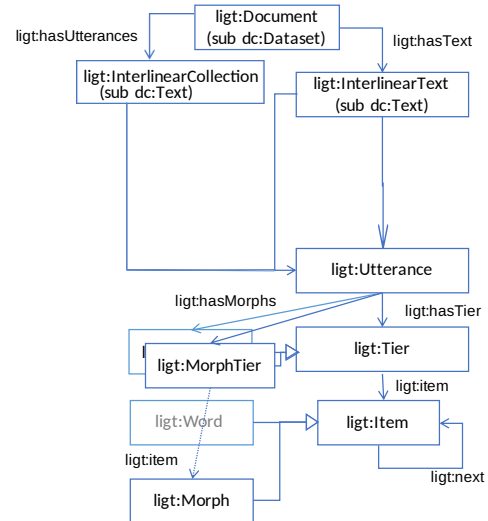 ligt:Document
(sub dc:Dataset)
ligt:hasUtterances
ligt:hasText
ligt:InterlinearCollection
(sub dc:Text)
ligt:InterlinearText
(sub dc:Text)
ligt:Utterance
ligt:hasMorphs
ligt:hasTier
ligt:Tier
ligt:MorphTier
ligt:item
ligt:Word
ligt:Item
ligt:item
ligt:next
ligt:Morph